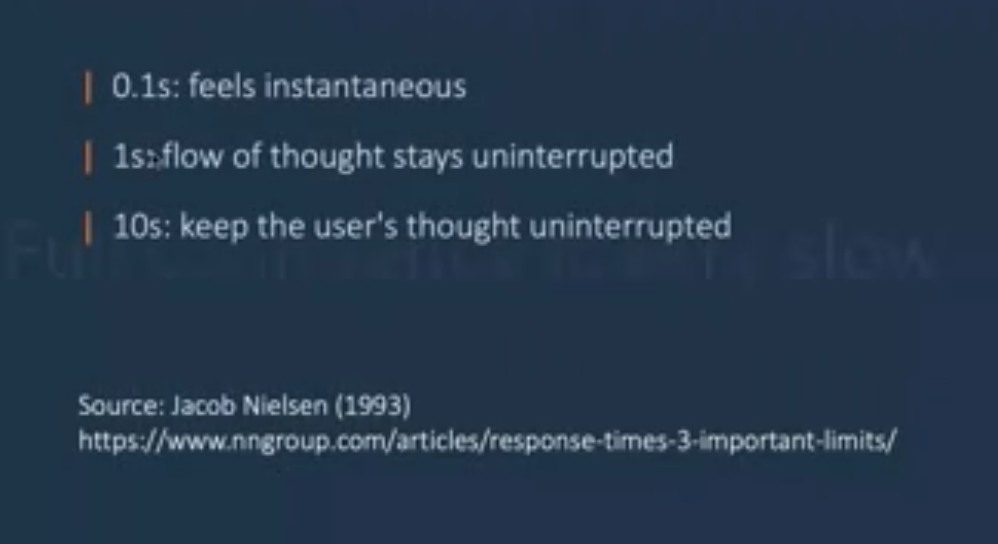 0.1s: feels instantaneous
1s: flow of thought stays uninterrupted
10s: keep the user's thought uninterrupted
slow
Source: Jacob Nielsen (1993)
https://www.nngroup.com/articles/response-times-3-important-limits/